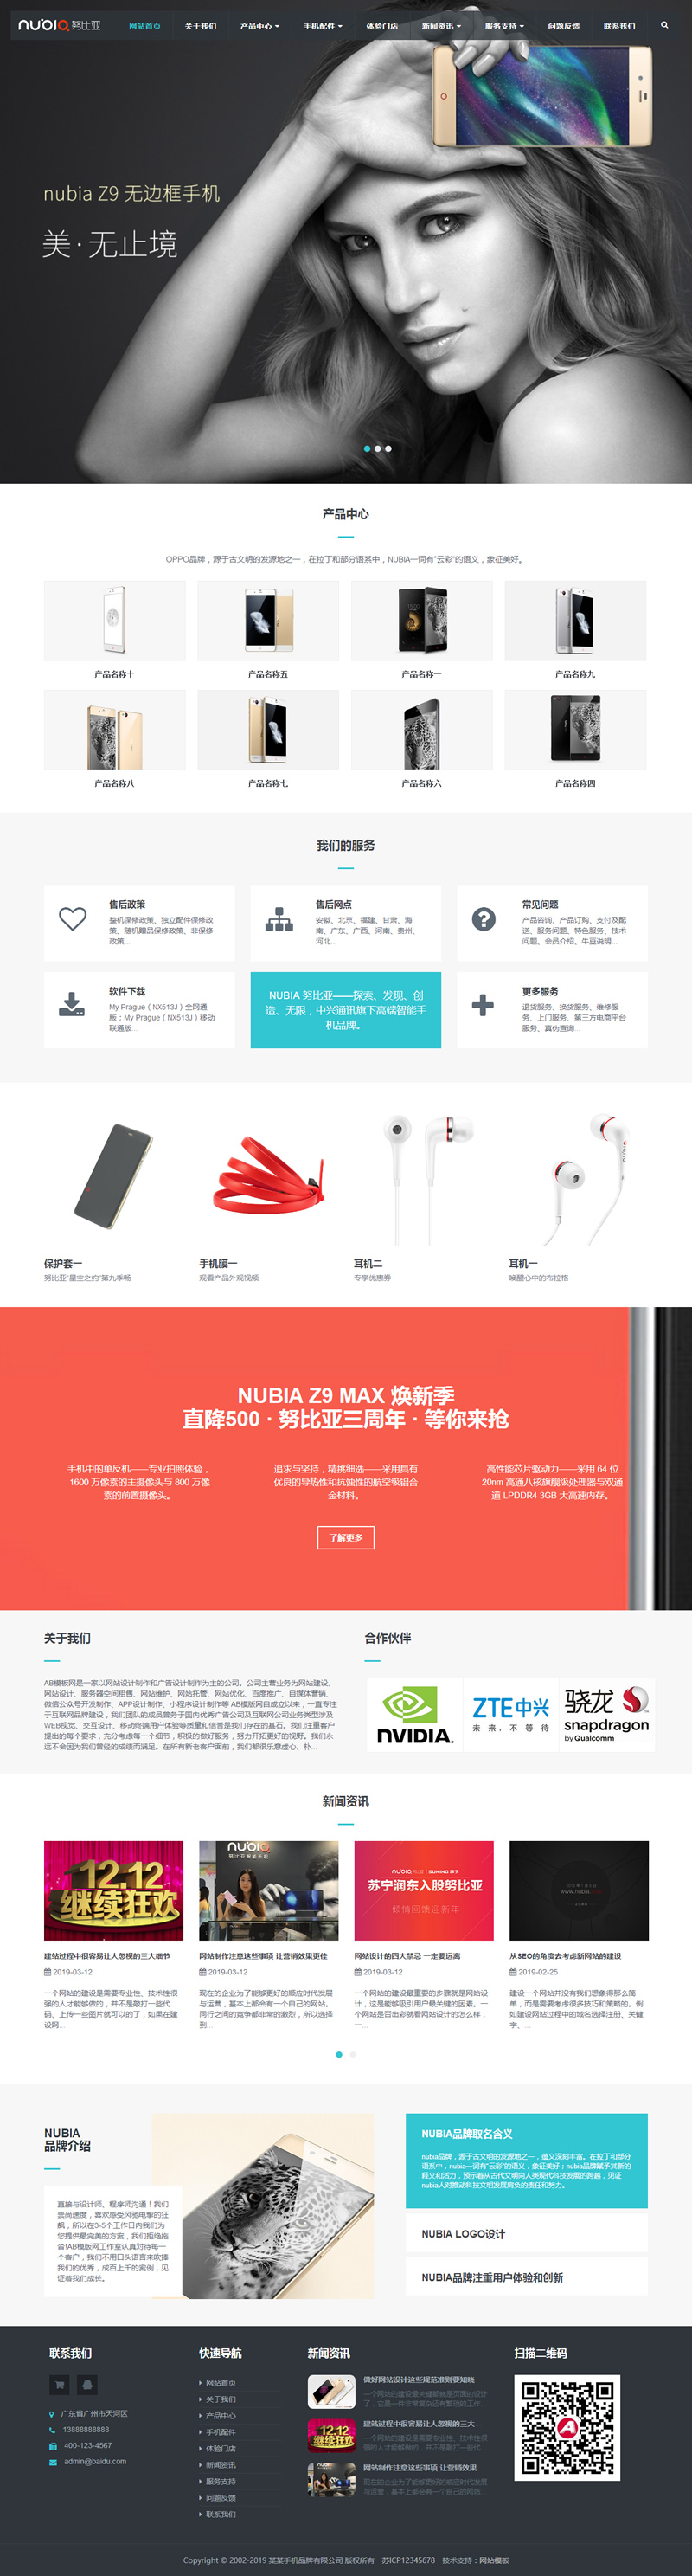 nubia 努比亚 网站首页 关于我们 产品中心 手机配件 体验门店 新闻资讯 服务支持 问题反馈 联系我们
nubia Z9 无边框手机
美·无止境
产品中心
OPPO品牌，源于古文明的发源地之一，在拉丁和部分语系中，NUBIA一词有“云彩”的语义，象征美好。
产品名称十 产品名称五 产品名称一 产品名称九
产品名称八 产品名称七 产品名称六 产品名称四
我们的服务
售后政策
整机保修政策、独立配件保修政
策、随机赠品保修政策、非保修
政策...
售后网点
安徽、北京、福建、甘肃、海
南、广东、广西、河南、贵州、
河北...
常见问题
产品咨询、产品订购、支付及配
送、服务问题、特色服务、技术
问题、会员介绍、牛豆说明...
软件下载
My Prague（NX513J）全网通
版；My Prague（NX513J）移动
联通版...
NUBIA 努比亚——探索、发现、创
造、无限，中兴通讯旗下高端智能手
机品牌。
更多服务
退货服务、换货服务、维修服
务、上门服务、第三方电商平台
服务、真伪查询...
保护套一
努比亚“星空之约”第九季畅
手机膜一
观看产品外观视频
耳机二
专享优惠券
耳机一
唤醒心中的布拉格
NUBIA Z9 MAX 焕新季
直降500 · 努比亚三周年 · 等你来抢
手机中的单反机——专业拍照体验，
1600 万像素的主摄像头与 800 万像
素的前置摄像头。
追求与坚持，精挑细选——采用具有
优良的导热性和抗蚀性的航空级铝合
金材料。
高性能芯片驱动力——采用 64 位
20nm 高通八核旗舰级处理器与双通
道 LPDDR4 3GB 大高速内存。
了解更多
关于我们
AB模板网是一家以网站设计制作和广告设计制作为主的公司。公司主营业务为网站建设、
网站设计、服务器空间租售、网站维护、网站托管、网站优化、百度推广、自媒体营销、
微信公众号开发制作、APP设计制作、小程序设计制作等 AB模版网自成立以来，一直专注
于互联网品牌建设，我们团队的成员曾务于国内优秀广告公司及互联网公司业务类型涉及
WEB视觉、交互设计、移动终端用户体验等质量和信誉是我们存在的基石。我们注重客户
提出的每个要求，充分考虑每一个细节，积极的做好服务，努力开拓更好的视野。我们永
远不会因为我们曾经的成绩而满足。在所有新老客户面前，我们都很乐意虚心、朴...
合作伙伴
NVIDIA.
ZTE中兴
未来，不等待
骁龙
snapdragon
by Qualcomm
新闻资讯
12.12
继续狂欢
nubia
努比亚智能手机
nubia 努比亚 | SUNING 苏宁
苏宁润东入股努比亚
倾情回馈迎新年
www.nubia.com
建站过程中很容易让人忽视的三大细节
2019-03-12
一个网站的建设是需要专业性、技术性很
强的人才能够做的，并不是敲打一些代
码、上传一些图片就可以的了，如果在建
设网...
网站制作注意这些事项 让营销效果更佳
2019-03-12
现在的企业为了能够更好的顺应时代发展
与运营，基本上都会有一个自己的网站。
同行之间的竞争都非常的激烈，所以选择
到...
网站设计的四大禁忌 一定要远离
2019-03-12
一个网站的建设最重要的步骤就是网站设
计，这是能够吸引用户最关键的因素。一
个网站是否出彩就看网站设计的怎么样，
一...
从SEO的角度去考虑新网站的建设
2019-02-25
建设一个网站并没有我们想象得那么简
单，而是需要考虑很多技巧和策略的。例
如建设网站过程中的域名选择注册、关键
字、...
NUBIA
品牌介绍
直接与设计师、程序师沟通！我们
崇尚速度，喜欢感受风驰电掣的狂
飙，所以在3-5个工作日内我们为
您提供最完美的方案，我们拒绝拖
沓!AB模版网工作室认真对待每一
个客户，我们不用口头语言来吹捧
我们的优秀，成百上千的案例，见
证着我们成长。
NUBIA品牌取名含义
nubia品牌，源于古文明的发源地之一，蕴义深刻丰富。在拉丁和部分
语系中，nubia一词有“云彩”的语义，象征美好；nubia品牌赋予其新的
释义和活力，预示着从古代文明向人类现代科技发展的跨越，见证
nubia人对推动科技文明发展肩负的责任和努力。
NUBIA LOGO设计
NUBIA品牌注重用户体验和创新
联系我们
广东省广州市天河区
13888888888
400-123-4567
admin@baidu.com
快速导航
网站首页
关于我们
产品中心
手机配件
体验门店
新闻资讯
服务支持
问题反馈
联系我们
新闻资讯
做好网站设计这些规范准则要知晓
一个网站的建设最关键都就是页面的设计
了，它是一件非常复杂还有繁琐的工作...
建站过程中很容易让人忽视的三大
一个网站的建设是需要专业性、技术性很
强的人才能够做的，并不是敲打一些代...
网站制作注意这些事项 让营销效果
现在的企业为了能够更好的顺应时代发展
与运营，基本上都会有一个自己的网站...
扫描二维码
Copyright © 2002-2019 某某手机品牌有限公司 版权所有 苏ICP12345678 技术支持：网站模板